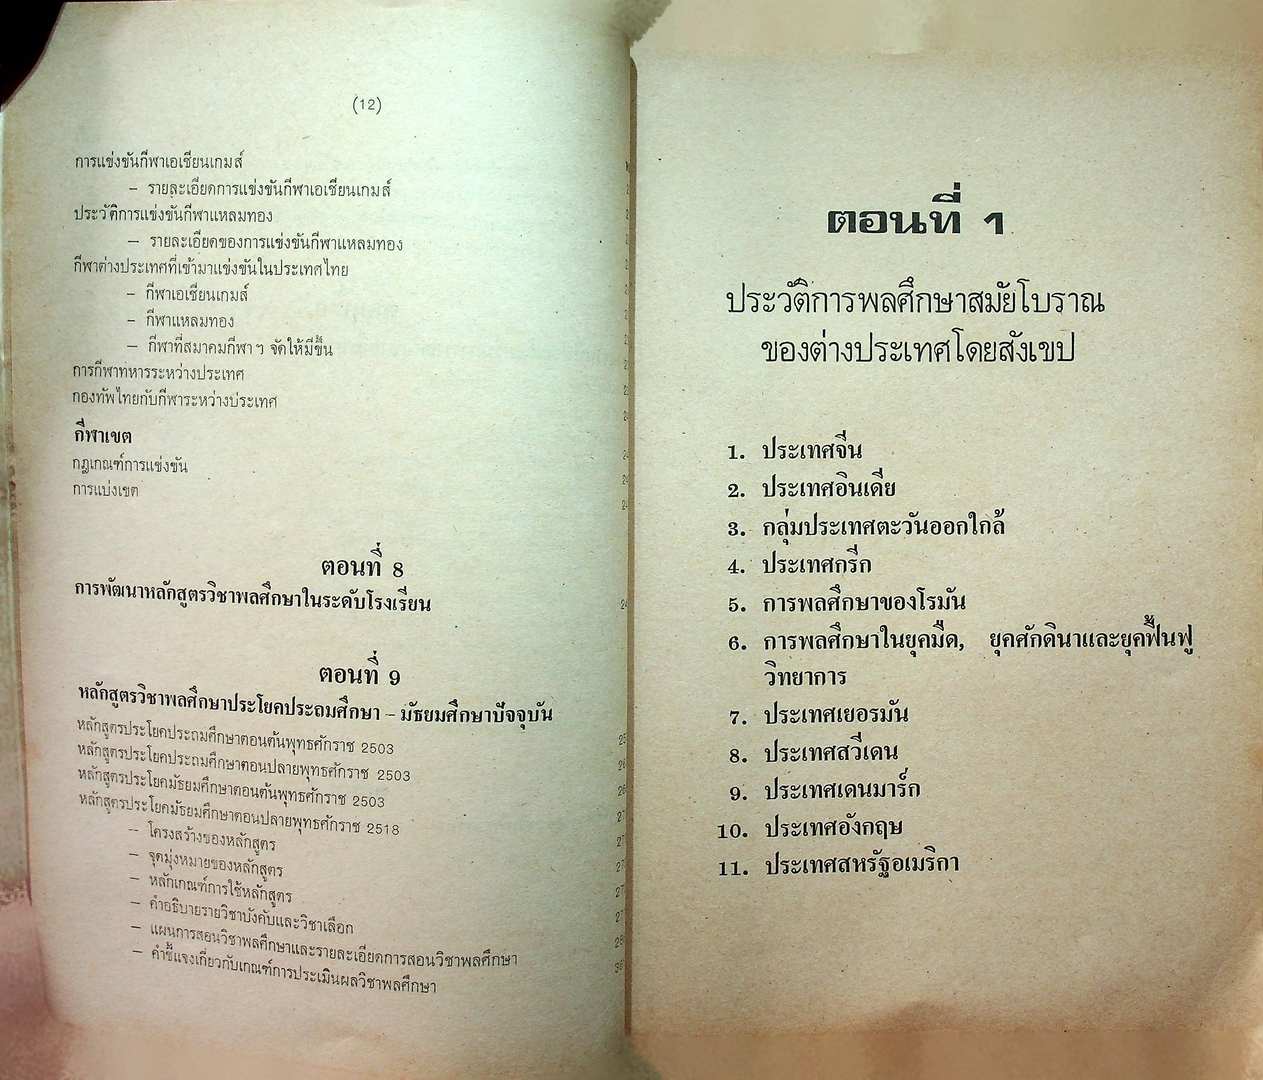 (12)
การแข่งขันกีฬาเอเชียนเกมส์
– รายละเอียดการแข่งขันกีฬาเอเชียนเกมส์
ประวัติการแข่งขันกีฬาแหลมทอง
– รายละเอียดของการแข่งขันกีฬาแหลมทอง
กีฬาต่างประเทศที่เข้ามาแข่งขันในประเทศไทย
– กีฬาเอเชียนเกมส์
– กีฬาแหลมทอง
– กีฬาที่สมาคมกีฬาฯ จัดให้มีขึ้น
การกีฬาทหารระหว่างประเทศ
กองทัพไทยกับกีฬาระหว่างประเทศ
กีฬาเขต
กฎเกณฑ์การแข่งขัน
การแบ่งเขต
ตอนที่ 8
การพัฒนาหลักสูตรวิชาพลศึกษาในระดับโรงเรียน
ตอนที่ 9
หลักสูตรวิชาพลศึกษาประโยคประถมศึกษา – มัธยมศึกษาปัจจุบัน
หลักสูตรประโยคประถมศึกษาตอนต้นพุทธศักราช 2503
หลักสูตรประโยคประถมศึกษาตอนปลายพุทธศักราช 2503
หลักสูตรประโยคมัธยมศึกษาตอนต้นพุทธศักราช 2503
หลักสูตรประโยคมัธยมศึกษาตอนปลายพุทธศักราช 2518
– โครงสร้างของหลักสูตร
– จุดมุ่งหมายของหลักสูตร
– หลักเกณฑ์การใช้หลักสูตร
– คำอธิบายรายวิชาบังคับและวิชาเลือก
– แผนการสอนวิชาพลศึกษาและรายละเอียดการสอนวิชาพลศึกษา
– คำชี้แจงเกี่ยวกับเกณฑ์การประเมินผลวิชาพลศึกษา
ตอนที่ 1
ประวัติการพลศึกษาสมัยโบราณ
ของต่างประเทศโดยสังเขป
1. ประเทศจีน
2. ประเทศอินเดีย
3. กลุ่มประเทศตะวันออกใกล้
4. ประเทศกรีก
5. การพลศึกษาของโรมัน
6. การพลศึกษาในยุคมืด, ยุคศักดินาและยุคฟื้นฟู
วิทยาการ
7. ประเทศเยอรมัน
8. ประเทศสวีเดน
9. ประเทศเดนมาร์ก
10. ประเทศอังกฤษ
11. ประเทศสหรัฐอเมริกา